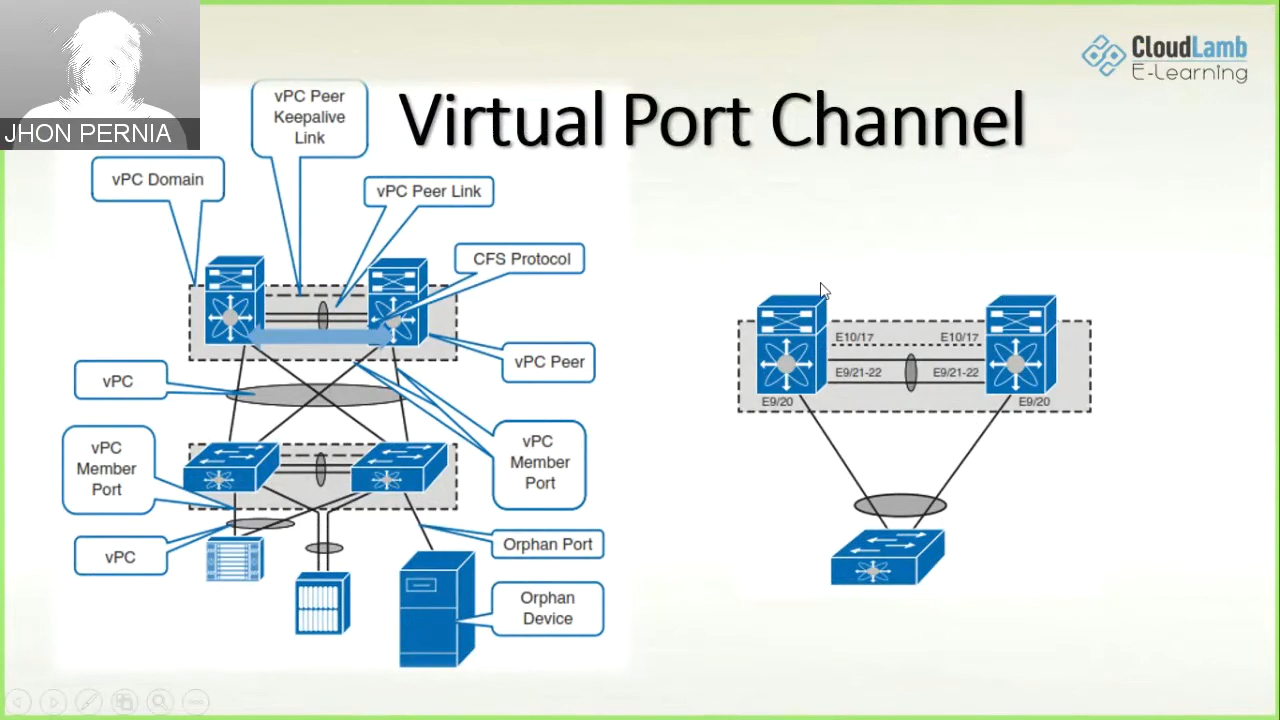 CloudLamb
E-Learning
JHON PERNIA
Virtual Port Channel
vPC Peer
Keepalive
Link
vPC Domain
vPC Peer Link
CFS Protocol
vPC Peer
vPC
vPC
Member
Port
vPC
Member
Port
vPC
Orphan Port
Orphan
Device
E10/17
E10/17
E9/21-22
E9/21-22
E9/20
E9/20